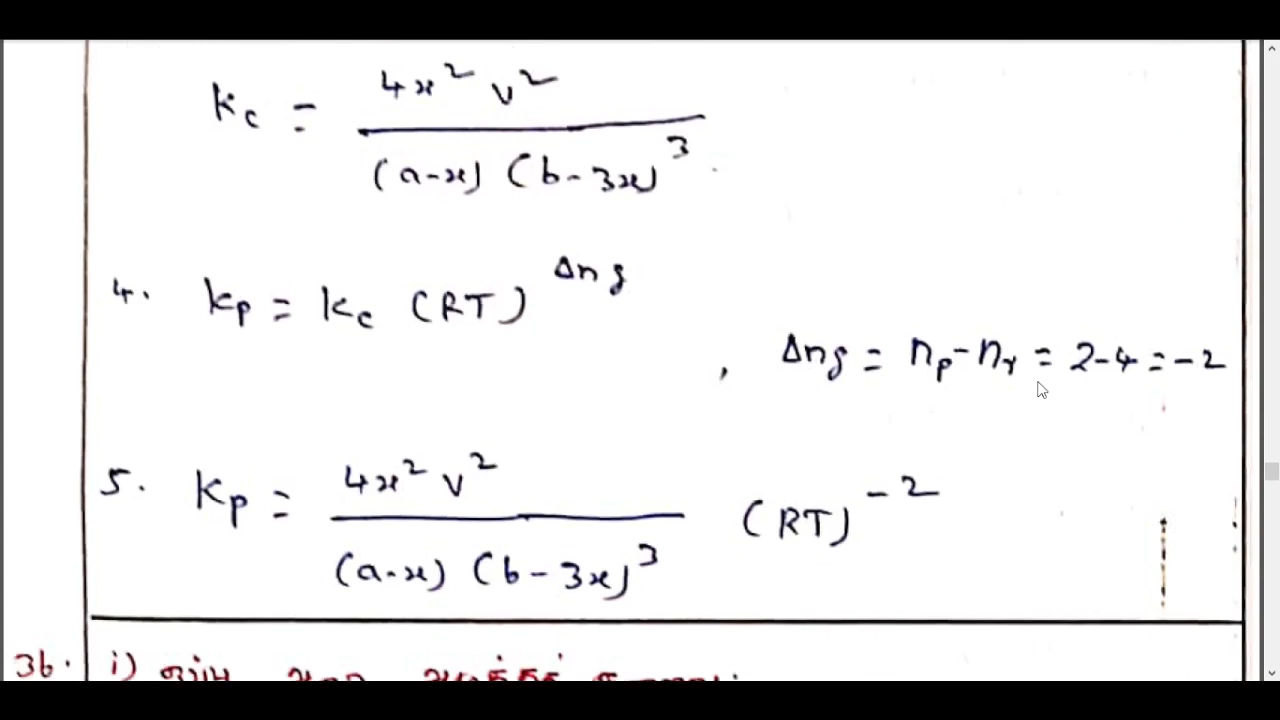 Kc = 4x² v² / (a-x) (b-3x)³
4. Kp = Kc (RT)^Δng
, Δng = np - nr = 2-4 = -2
5. Kp = 4x² v² / (a-x) (b-3x)³ (RT)^-2
36. i)